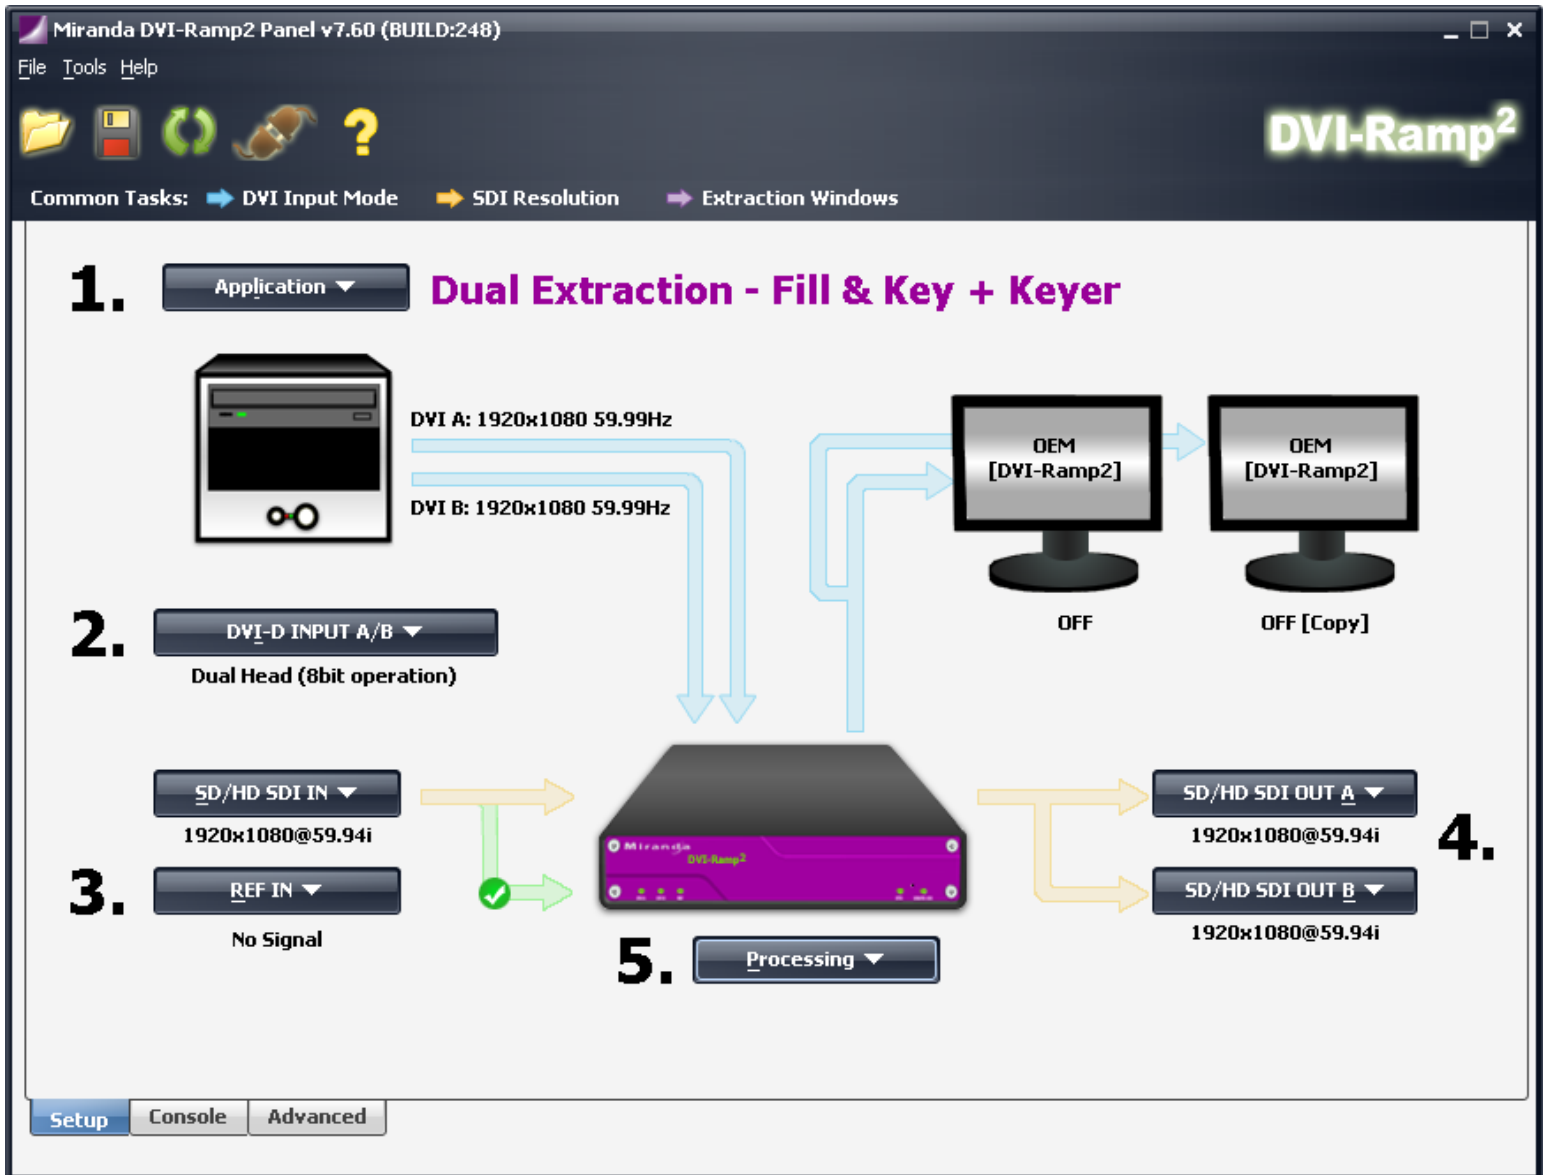 Miranda DVI-Ramp2 Panel v7.60 (BUILD:248)
File Tools Help
DVI-Ramp2
Common Tasks: DVI Input Mode SDI Resolution Extraction Windows
1. Application Dual Extraction - Fill & Key + Keyer
DVI A: 1920x1080 59.99Hz
DVI B: 1920x1080 59.99Hz
OEM
[DVI-Ramp2]
OFF
OEM
[DVI-Ramp2]
OFF [Copy]
2. DVI-D INPUT A/B
Dual Head (8bit operation)
SD/HD SDI IN
1920x1080@59.94i
3. REF IN
No Signal
Miranda
DVI-Ramp2
SD/HD SDI OUT A
1920x1080@59.94i
4.
SD/HD SDI OUT B
1920x1080@59.94i
5. Processing
Setup Console Advanced